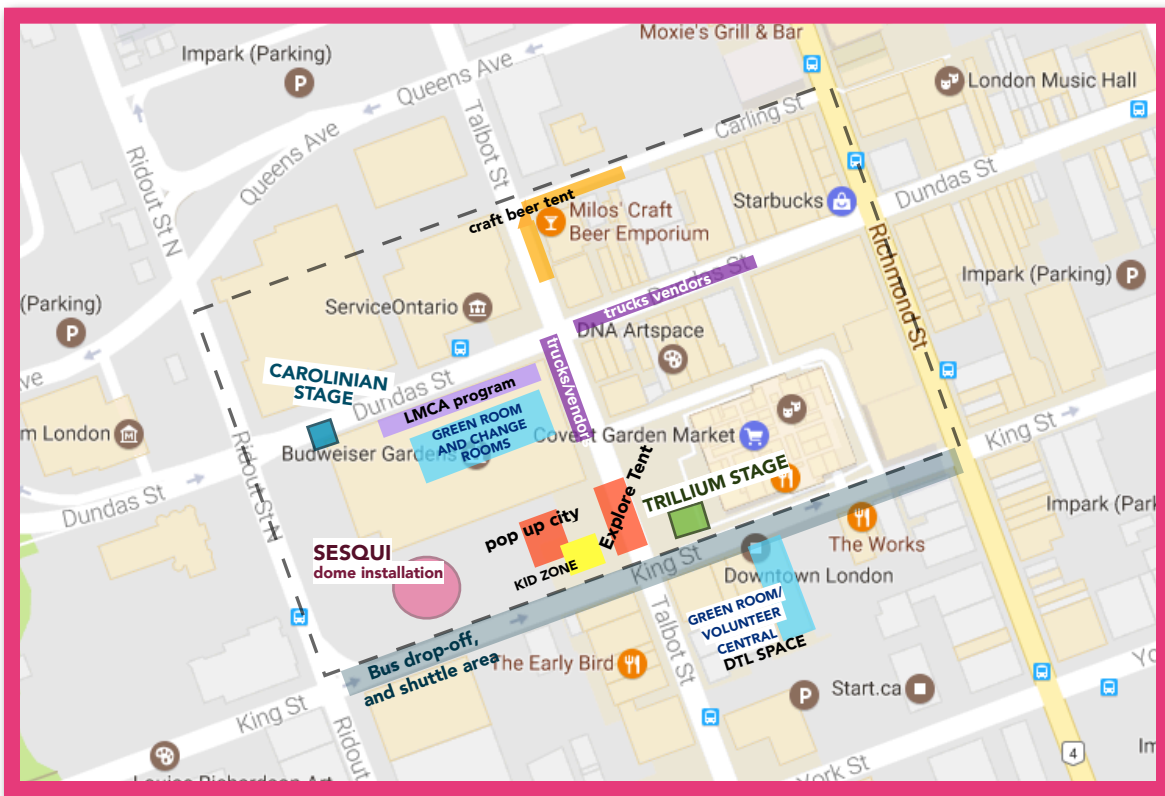 Moxie's Grill & Bar
Impark (Parking)
Queens Ave
London Music Hall
Talbot St
Carling St
Queens Ave
Ridout St N
Dundas St
Starbucks
craft beer tent
Milos' Craft
Beer Emporium
Richmond St
Impark (Parking)
Dundas St
trucks vendors
(Parking)
ServiceOntario
DNA Artspace
trucks/vendor
CAROLINIAN
STAGE
Dundas St
LMCA program
GREEN ROOM
AND CHANGE
ROOMS
m London
Budweiser Gardens
Covent Garden Market
King St
Ridout St N
Dundas St
Explore Tent
TRILLIUM STAGE
Impark (Park
pop up city
The Works
SESQUI
dome installation
KID ZONE
King St
Downtown London
GREEN ROOM/
VOLUNTEER
CENTRAL
DTL SPACE
Talbot St
Bus drop-off,
and shuttle area
The Early Bird
Start.ca
King St
Ridout
York St
4